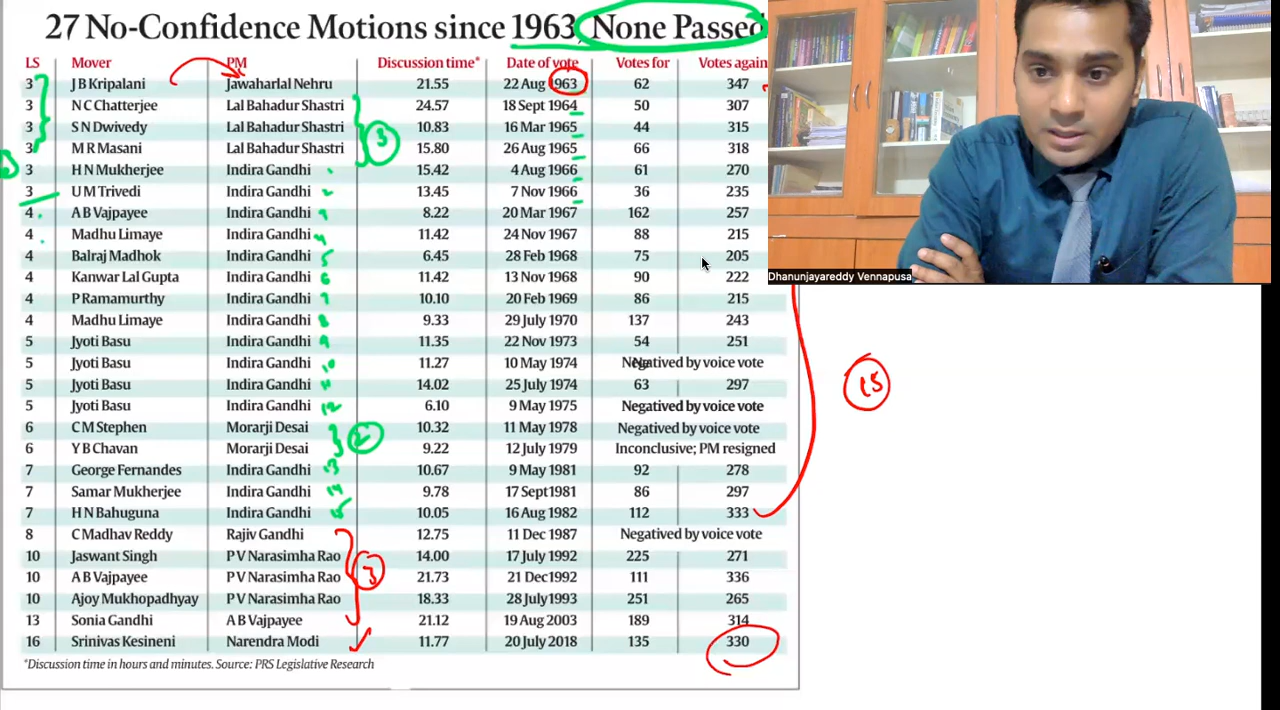 27 No-Confidence Motions since 1963, None Passed
LS Mover PM Discussion time* Date of vote Votes for Votes again
3 J B Kripalani Jawaharlal Nehru 21.55 22 Aug 1963 62 347
3 N C Chatterjee Lal Bahadur Shastri 24.57 18 Sept 1964 50 307
3 S N Dwivedy Lal Bahadur Shastri 10.83 16 Mar 1965 44 315
3 M R Masani Lal Bahadur Shastri 15.80 26 Aug 1965 66 318
3 H N Mukherjee Indira Gandhi 15.42 4 Aug 1966 61 270
3 U M Trivedi Indira Gandhi 2 13.45 7 Nov 1966 36 235
4 A B Vajpayee Indira Gandhi 8.22 20 Mar 1967 162 257
4 Madhu Limaye Indira Gandhi 4 11.42 24 Nov 1967 88 215
4 Balraj Madhok Indira Gandhi 5 6.45 28 Feb 1968 75 205
4 Kanwar Lal Gupta Indira Gandhi 6 11.42 13 Nov 1968 90 222
4 P Ramamurthy Indira Gandhi 7 10.10 20 Feb 1969 86 215
4 Madhu Limaye Indira Gandhi 8 9.33 29 July 1970 137 243
5 Jyoti Basu Indira Gandhi 9 11.35 22 Nov 1973 54 251
5 Jyoti Basu Indira Gandhi 10 11.27 10 May 1974 Negatived by voice vote
5 Jyoti Basu Indira Gandhi 11 14.02 25 July 1974 63 297
5 Jyoti Basu Indira Gandhi 12 6.10 9 May 1975 Negatived by voice vote
6 C M Stephen Morarji Desai 10.32 11 May 1978 Negatived by voice vote
6 Y B Chavan Morarji Desai 9.22 12 July 1979 Inconclusive; PM resigned
7 George Fernandes Indira Gandhi 13 10.67 9 May 1981 92 278
7 Samar Mukherjee Indira Gandhi 14 9.78 17 Sept 1981 86 297
7 H N Bahuguna Indira Gandhi 15 10.05 16 Aug 1982 112 333
8 C Madhav Reddy Rajiv Gandhi 12.75 11 Dec 1987 Negatived by voice vote
10 Jaswant Singh P V Narasimha Rao 14.00 17 July 1992 225 271
10 A B Vajpayee P V Narasimha Rao 21.73 21 Dec 1992 111 336
10 Ajoy Mukhopadhyay P V Narasimha Rao 18.33 28 July 1993 251 265
13 Sonia Gandhi A B Vajpayee 21.12 19 Aug 2003 189 314
16 Srinivas Kesineni Narendra Modi 11.77 20 July 2018 135 330
*Discussion time in hours and minutes. Source: PRS Legislative Research
3
2
3
15
Dhanunjayareddy Vennapusa